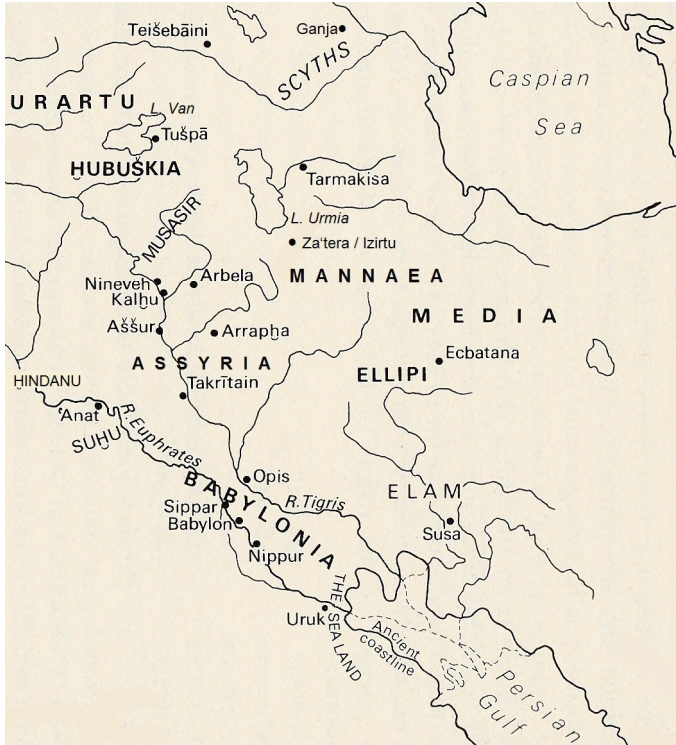 Teišebāini
Ganja
SCYTHS
Caspian
Sea
URARTU
L. Van
Tušpā
ḪUBUŠKIA
Tarmakisa
MUSASIR
L. Urmia
Za'tera / Izirtu
Nineveh
Arbela
MANNAEA
Kalḫu
MEDIA
Aššur
Arrapḫa
Ecbatana
ASSYRIA
ELLIPI
ḪINDANU
Takrītain
‘Anat
R. Euphrates
SUḪU
Opis
BABYLONIA
R. Tigris
ELAM
Sippar
Babylon
Susa
Nippur
THE SEA LAND
Uruk
Ancient
coastline
Persian
Gulf